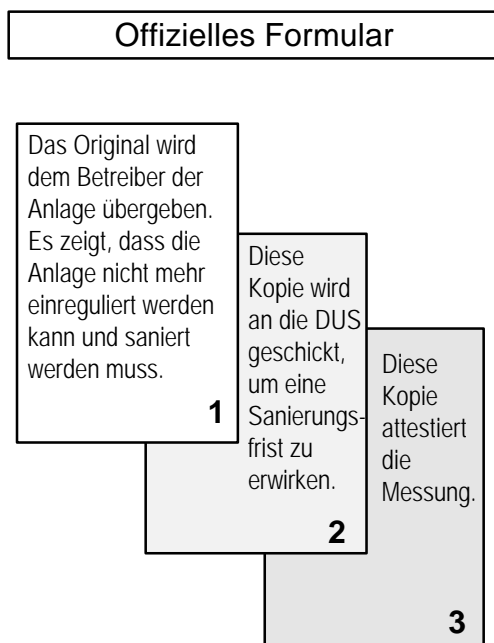 Offizielles Formular
Das Original wird
dem Betreiber der
Anlage übergeben.
Es zeigt, dass die
Anlage nicht mehr
einreguliert werden
kann und saniert
werden muss.
1
Diese
Kopie wird
an die DUS
geschickt,
um eine
Sanierungs-
frist zu
erwirken.
2
Diese
Kopie
attestiert
die
Messung.
3